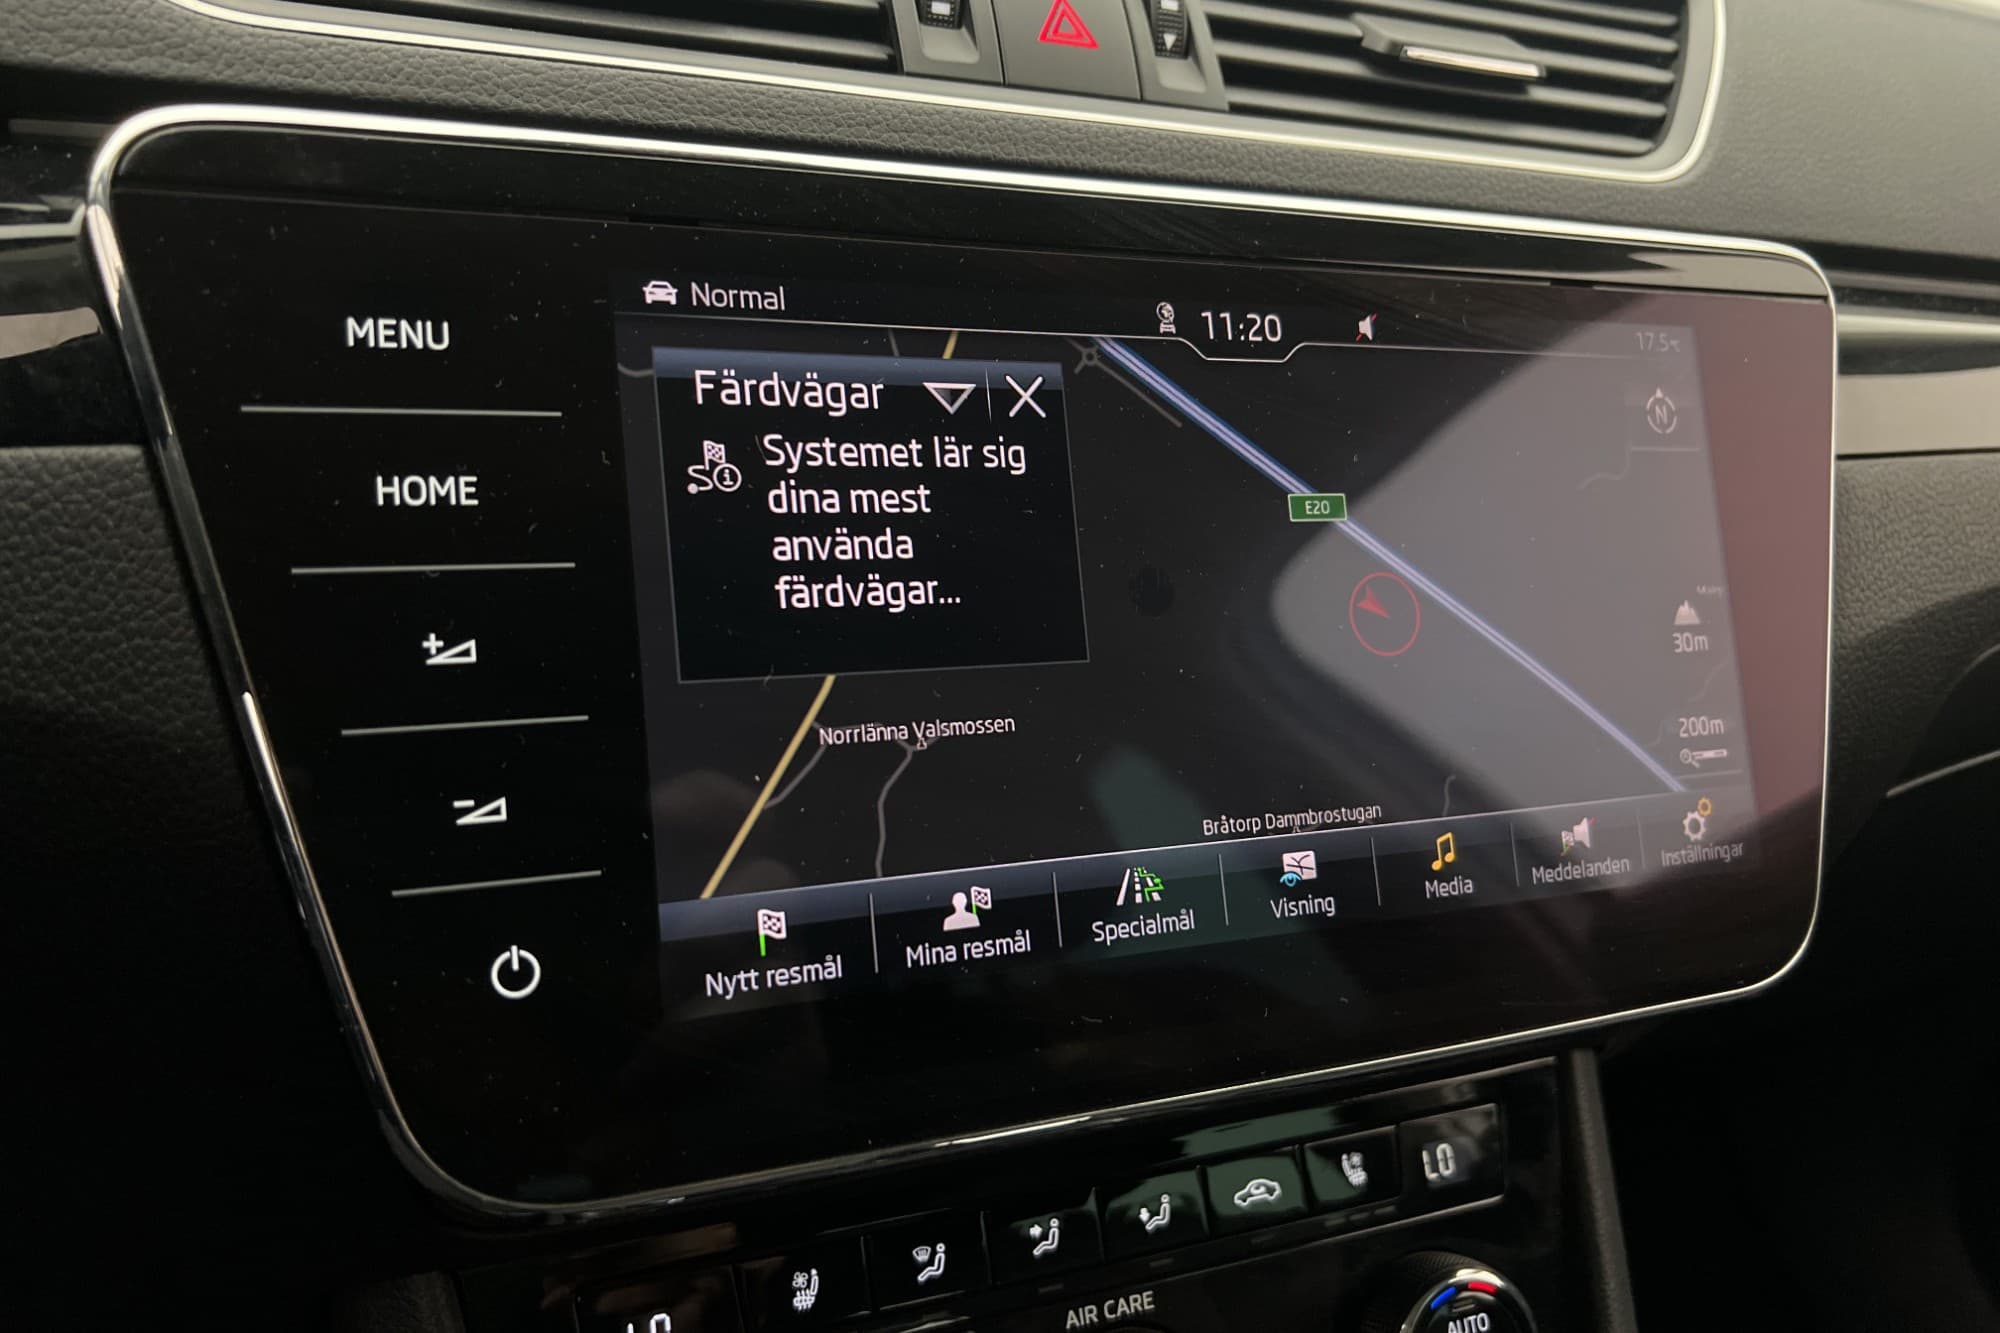 MENU
HOME
Normal
11:20
17.5
Färdvägar
Systemet lär sig
dina mest
använda
färdvägar...
N
E20
30m
200m
Norrlänna Valsmossen
Bråtorp Dammbrostugan
Nytt resmål
Mina resmål
Specialmål
Visning
Media
Meddelanden
Inställningar
LO
LO
AIR CARE
AUTO